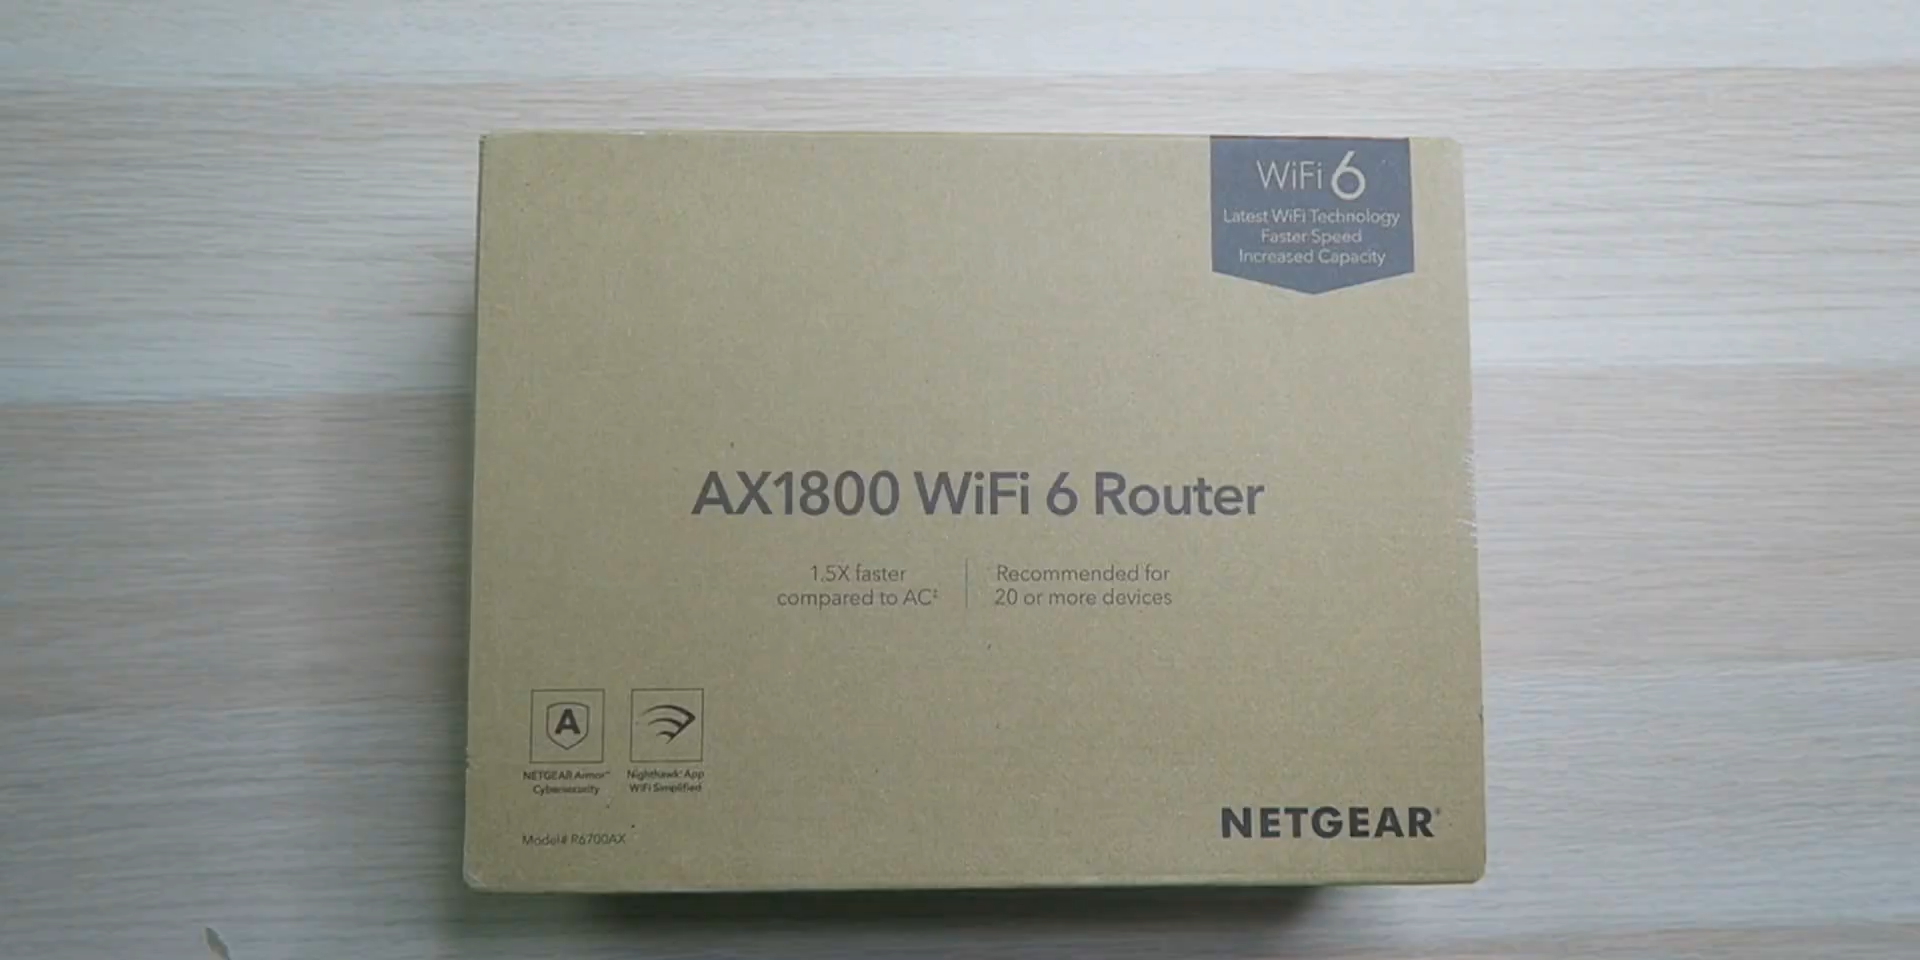 WiFi 6
Latest WiFi Technology
Faster Speed
Increased Capacity
AX1800 WiFi 6 Router
1.5X faster
compared to AC‡
Recommended for
20 or more devices
A
NETGEAR Armor™
Cybersecurity
Nighthawk® App
WiFi Simplified
Model# R6700AX
NETGEAR®